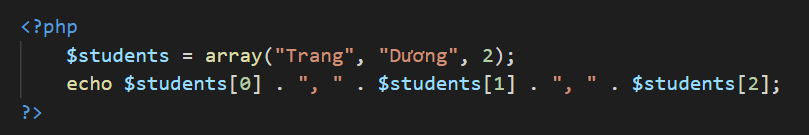 <?php
    $students = array("Trang", "Dương", 2);
    echo $students[0] . ", " . $students[1] . ", " . $students[2];
?>